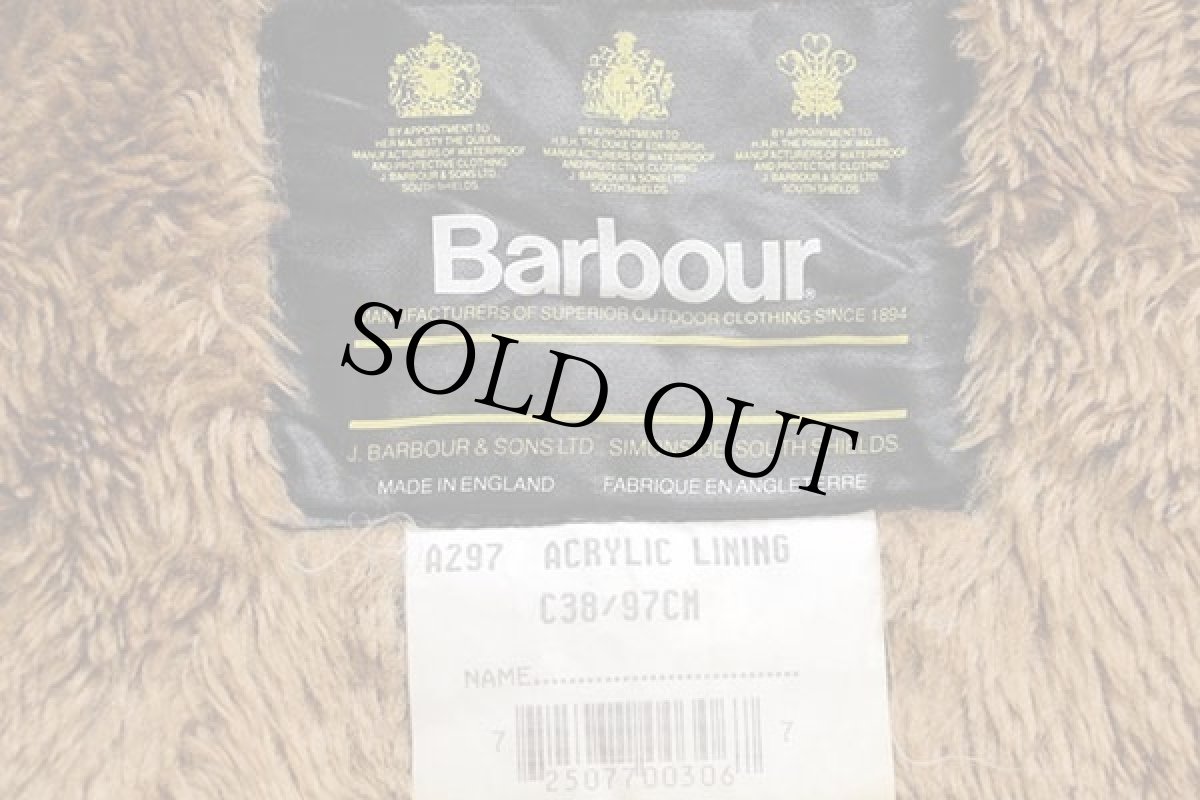 BY APPOINTMENT TO
HER MAJESTY THE QUEEN
MANUFACTURERS OF WATERPROOF
AND PROTECTIVE CLOTHING
J. BARBOUR & SONS LTD.
SOUTH SHIELDS
BY APPOINTMENT TO
H.R.H. THE DUKE OF EDINBURGH
MANUFACTURERS OF WATERPROOF
AND PROTECTIVE CLOTHING
J. BARBOUR & SONS LTD
SOUTH SHIELDS
BY APPOINTMENT TO
H.R.H. THE PRINCE OF WALES
MANUFACTURERS OF WATERPROOF
AND PROTECTIVE CLOTHING
J. BARBOUR & SONS LTD
SOUTH SHIELDS
Barbour®
MANUFACTURERS OF SUPERIOR OUTDOOR CLOTHING SINCE 1894
SOLD OUT
J. BARBOUR & SONS LTD SIMONSIDE SOUTH SHIELDS
MADE IN ENGLAND FABRIQUE EN ANGLETERRE
A297 ACRYLIC LINING
C38/97CM
NAME..............................
7 2507700306 7